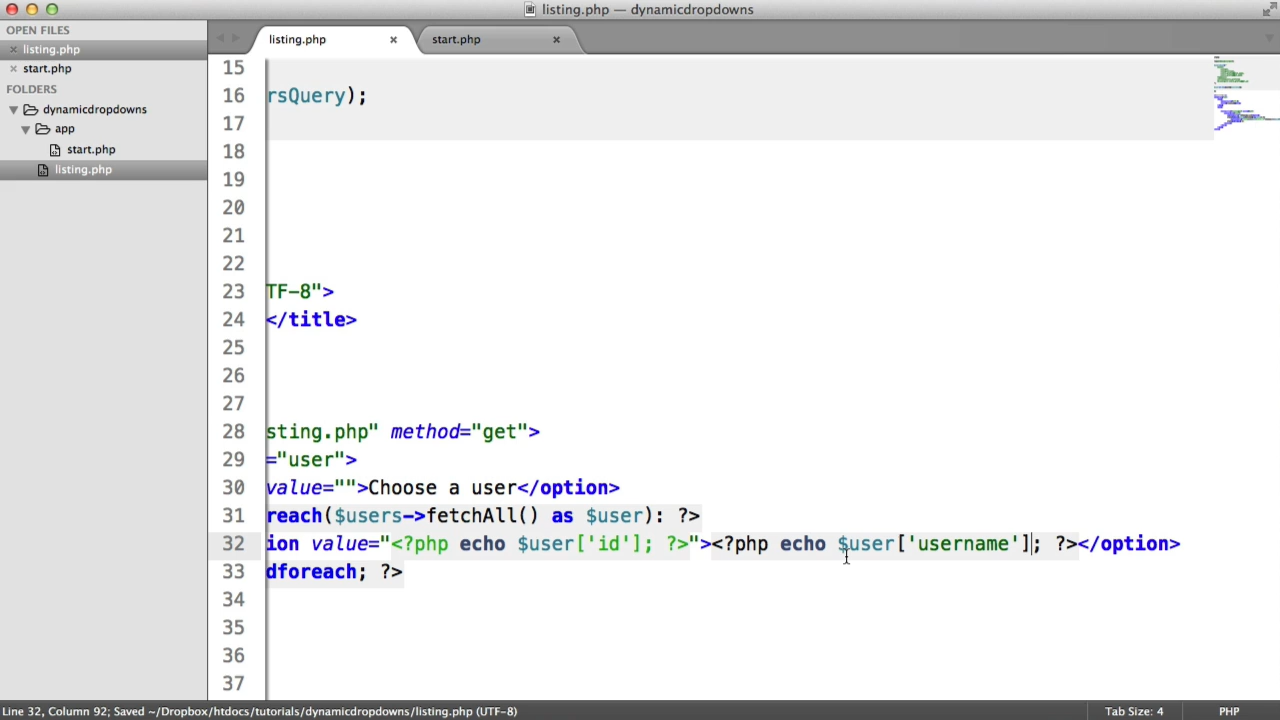 listing.php — dynamicdropdowns
OPEN FILES
listing.php
start.php
FOLDERS
dynamicdropdowns
app
start.php
listing.php
listing.php
start.php
15
16 rsQuery);
17
18
19
20
21
22
23 TF-8">
24 </title>
25
26
27
28 sting.php" method="get">
29 ="user">
30 value="">Choose a user</option>
31 reach($users->fetchAll() as $user): ?>
32 ion value="<?php echo $user['id']; ?>"><?php echo $user['username']; ?></option>
33 dforeach; ?>
34
35
36
37
Line 32, Column 92; Saved ~/Dropbox/htdocs/tutorials/dynamicdropdowns/listing.php (UTF-8) Tab Size: 4 PHP